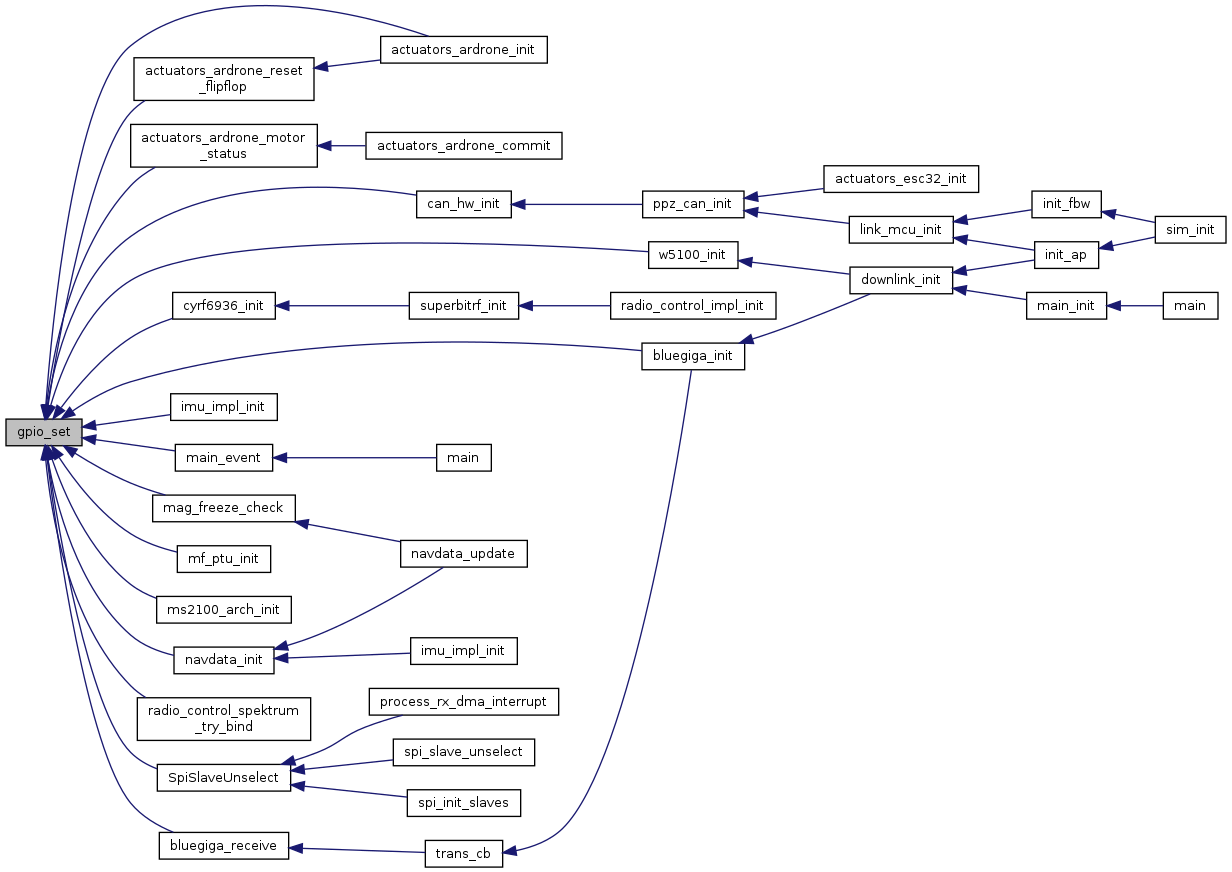 actuators_ardrone_init
actuators_ardrone_reset
_flipflop
actuators_ardrone_motor
_status
actuators_ardrone_commit
actuators_esc32_init
can_hw_init
ppz_can_init
init_fbw
link_mcu_init
sim_init
w5100_init
init_ap
downlink_init
cyrf6936_init
superbitrf_init
radio_control_impl_init
main_init
main
bluegiga_init
imu_impl_init
gpio_set
main_event
main
mag_freeze_check
navdata_update
mf_ptu_init
ms2100_arch_init
navdata_init
imu_impl_init
process_rx_dma_interrupt
radio_control_spektrum
_try_bind
spi_slave_unselect
SpiSlaveUnselect
spi_init_slaves
bluegiga_receive
trans_cb